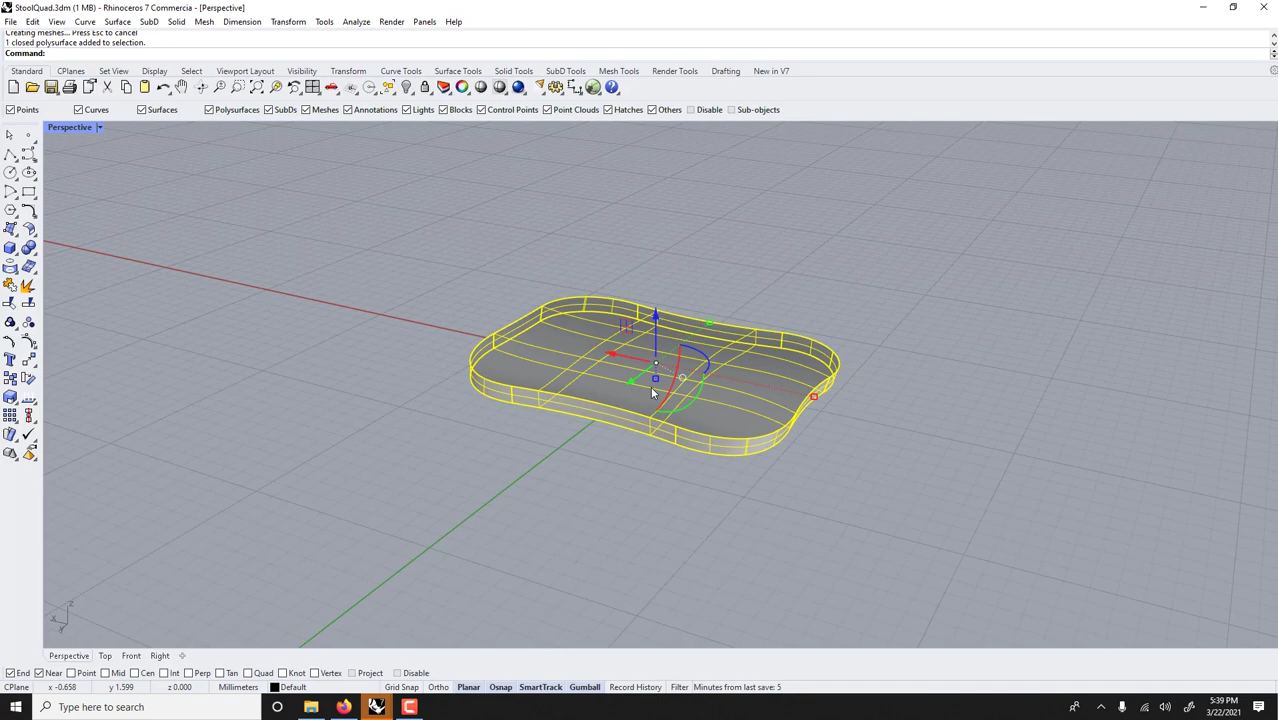 StoolQuad.3dm (1 MB) - Rhinoceros 7 Commercia - [Perspective]
File Edit View Curve Surface SubD Solid Mesh Dimension Transform Tools Analyze Render Panels Help
Creating meshes... Press Esc to cancel
1 closed polysurface added to selection.
Command:
Standard CPlanes Set View Display Select Viewport Layout Visibility Transform Curve Tools Surface Tools Solid Tools SubD Tools Mesh Tools Render Tools Drafting New in V7
Points Curves Surfaces Polysurfaces SubDs Meshes Annotations Lights Blocks Control Points Point Clouds Hatches Others Disable Sub-objects
Perspective
z
x
y
Perspective Top Front Right
End Near Point Mid Cen Int Perp Tan Quad Knot Vertex Project Disable
CPlane x -0.658 y 1.599 z 0.000 Millimeters Default Grid Snap Ortho Planar Osnap SmartTrack Gumball Record History Filter Minutes from last save: 5
Type here to search
5:39 PM
3/22/2021